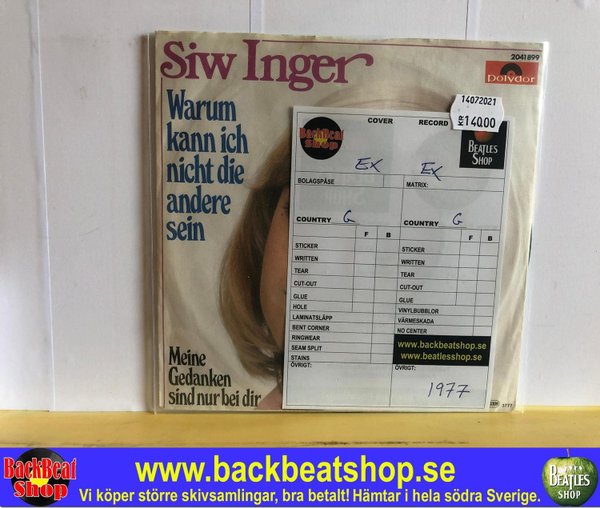 Siw Inger
2041 899
Polydor
Warum
kann ich
nicht die
andere
sein
Meine
Gedanken
sind nur bei dir
14072021
KR 140.00
BackBeat
Shop
COVER
RECORD
BEATLES
SHOP
EX
EX
BOLAGSPÅSE
MATRIX:
COUNTRY G
COUNTRY G
F B
F B
STICKER
STICKER
WRITTEN
WRITTEN
TEAR
TEAR
CUT-OUT
CUT-OUT
GLUE
GLUE
HOLE
VINYLBUBBLOR
LAMINATSLÄPP
VÄRMESKADA
BENT CORNER
NO CENTER
RINGWEAR
www.backbeatshop.se
SEAM SPLIT
www.beatlesshop.se
STAINS
ÖVRIGT:
ÖVRIGT:
1977
3777
BackBeat
Shop
www.backbeatshop.se
Vi köper större skivsamlingar, bra betalt! Hämtar i hela södra Sverige.
BEATLES
SHOP